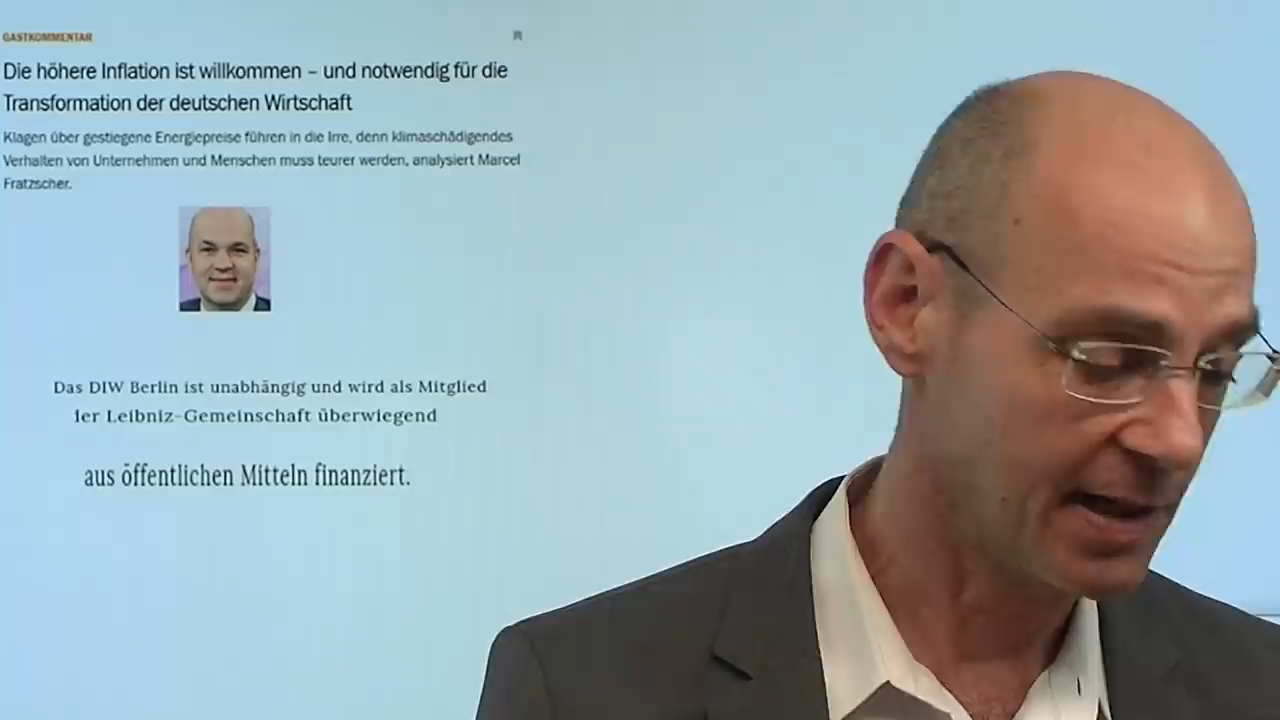 GASTKOMMENTAR
Die höhere Inflation ist willkommen – und notwendig für die
Transformation der deutschen Wirtschaft
Klagen über gestiegene Energiepreise führen in die Irre, denn klimaschädigendes
Verhalten von Unternehmen und Menschen muss teurer werden, analysiert Marcel
Fratzscher.
Das DIW Berlin ist unabhängig und wird als Mitglied
der Leibniz-Gemeinschaft überwiegend
aus öffentlichen Mitteln finanziert.